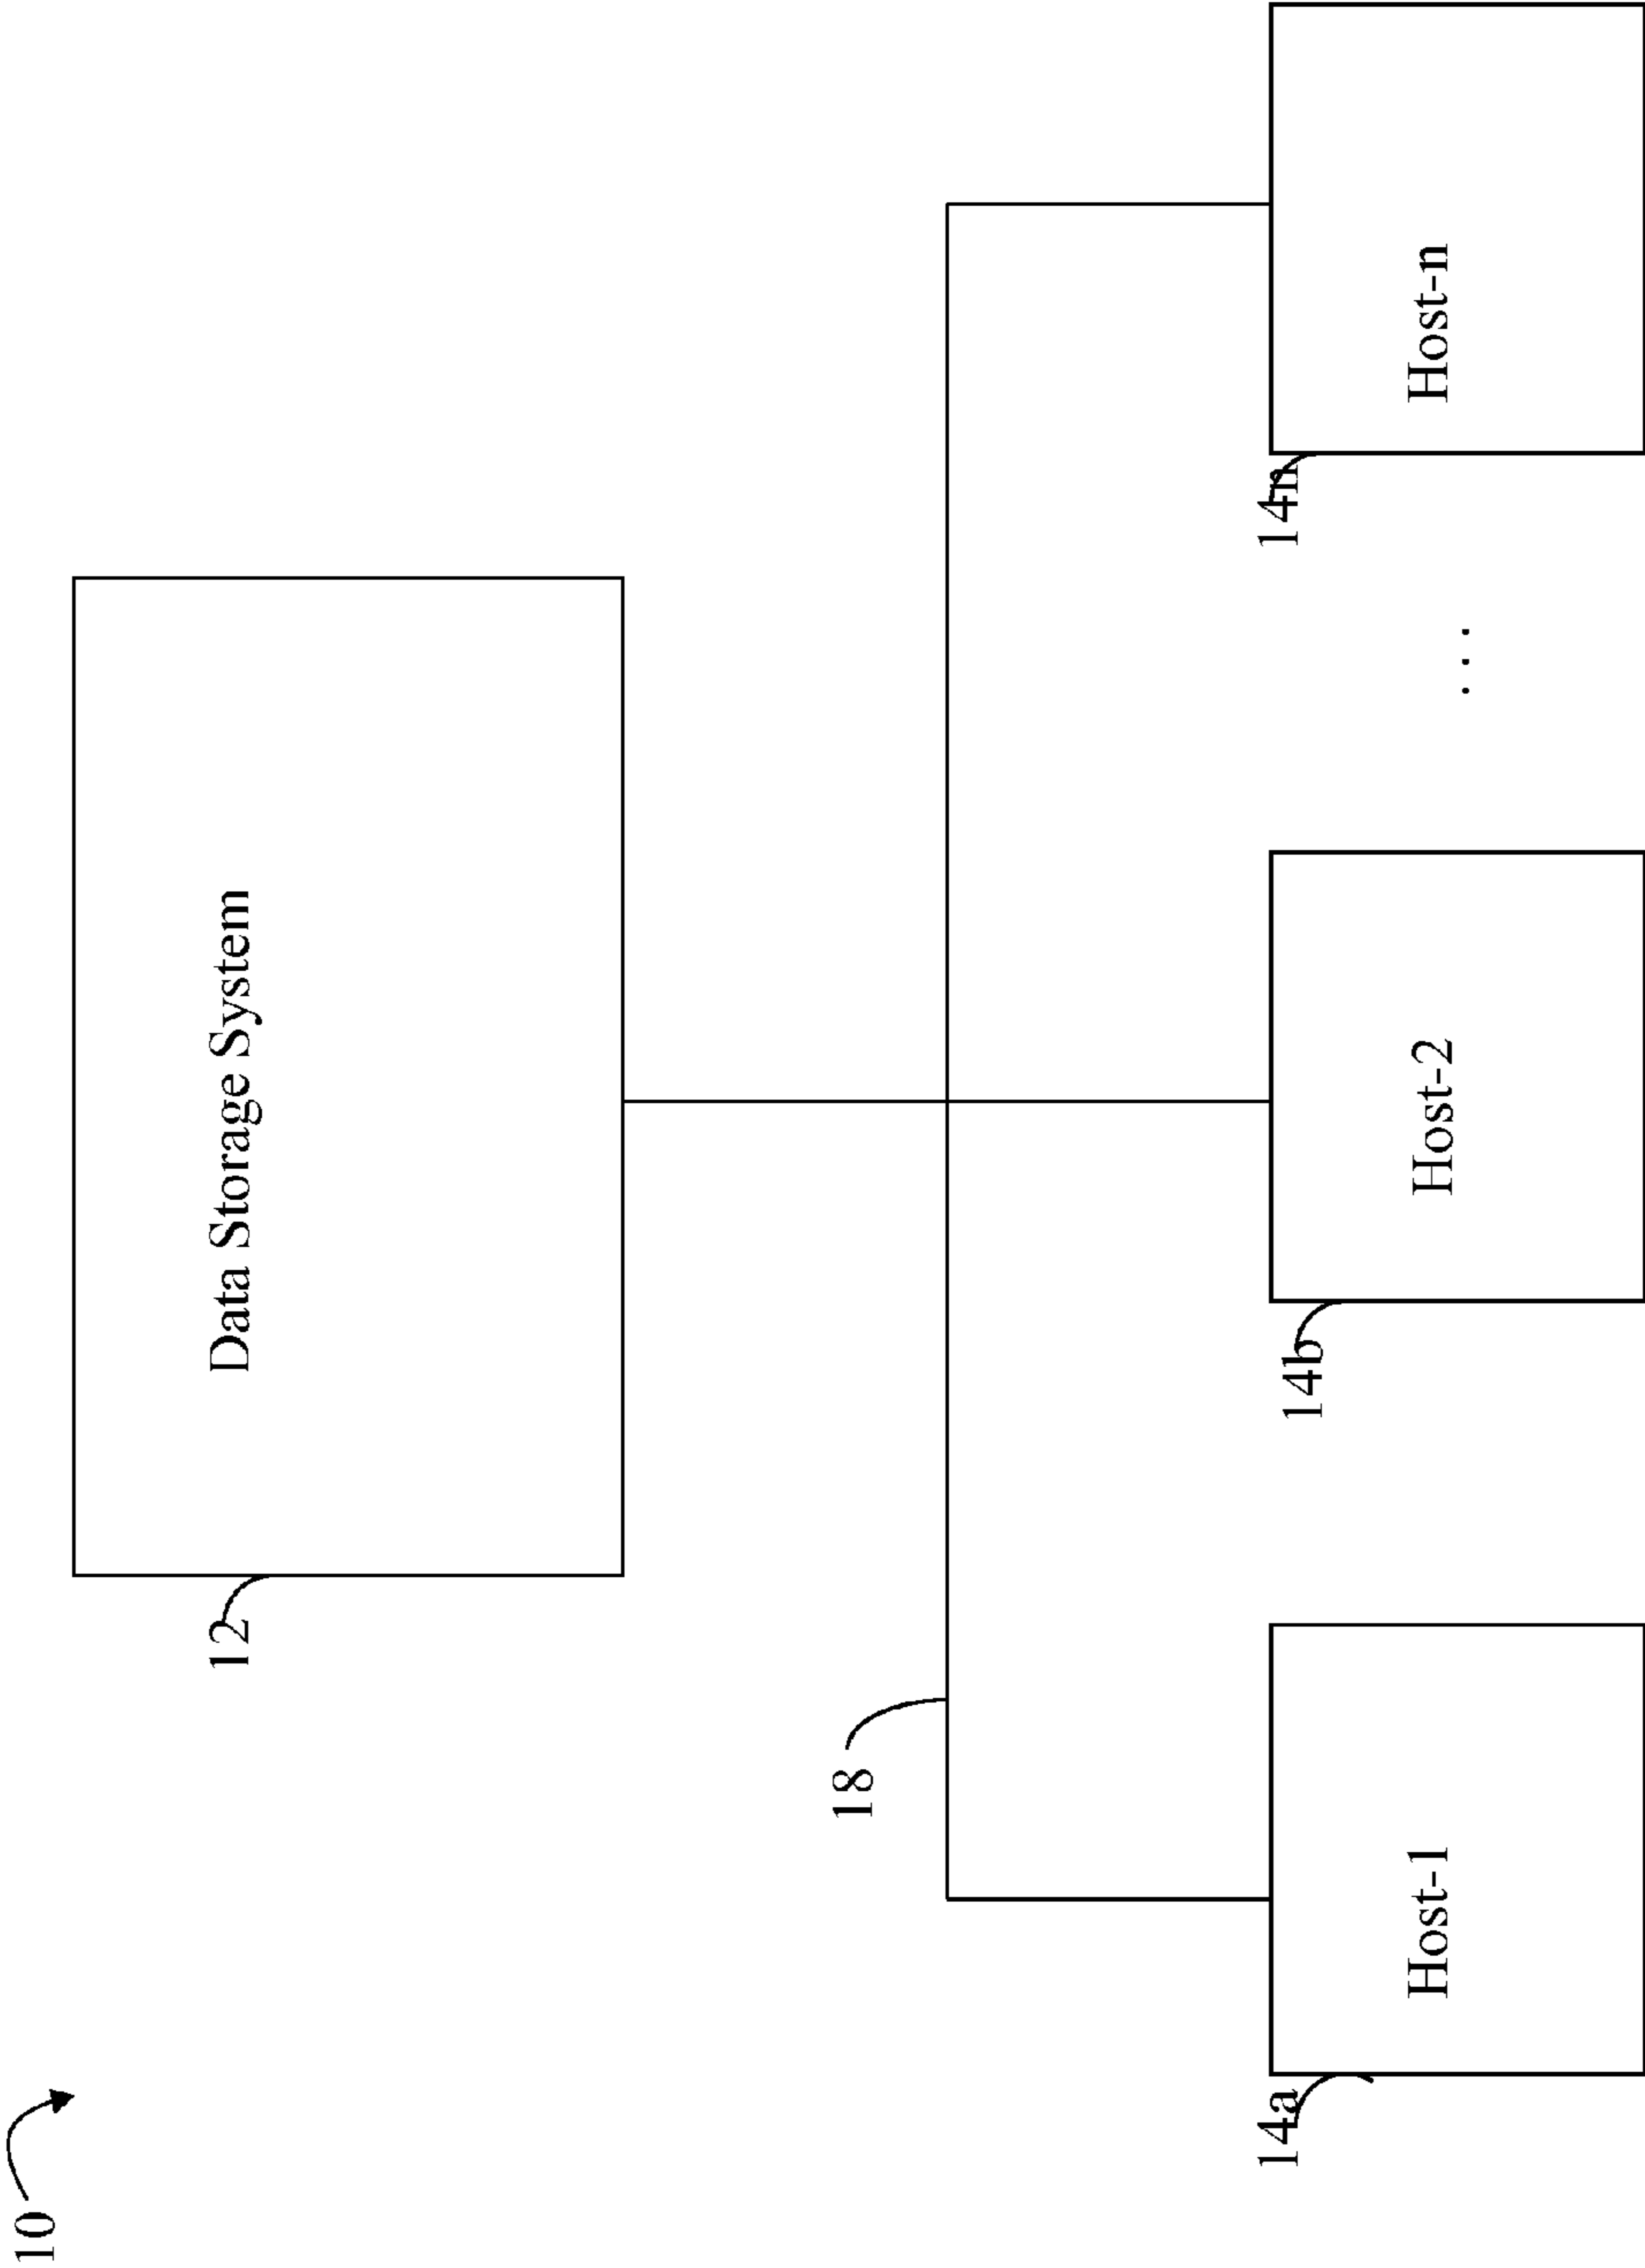 10
Data Storage System
12
18
14a
Host-1
14b
Host-2
. . .
14n
Host-n